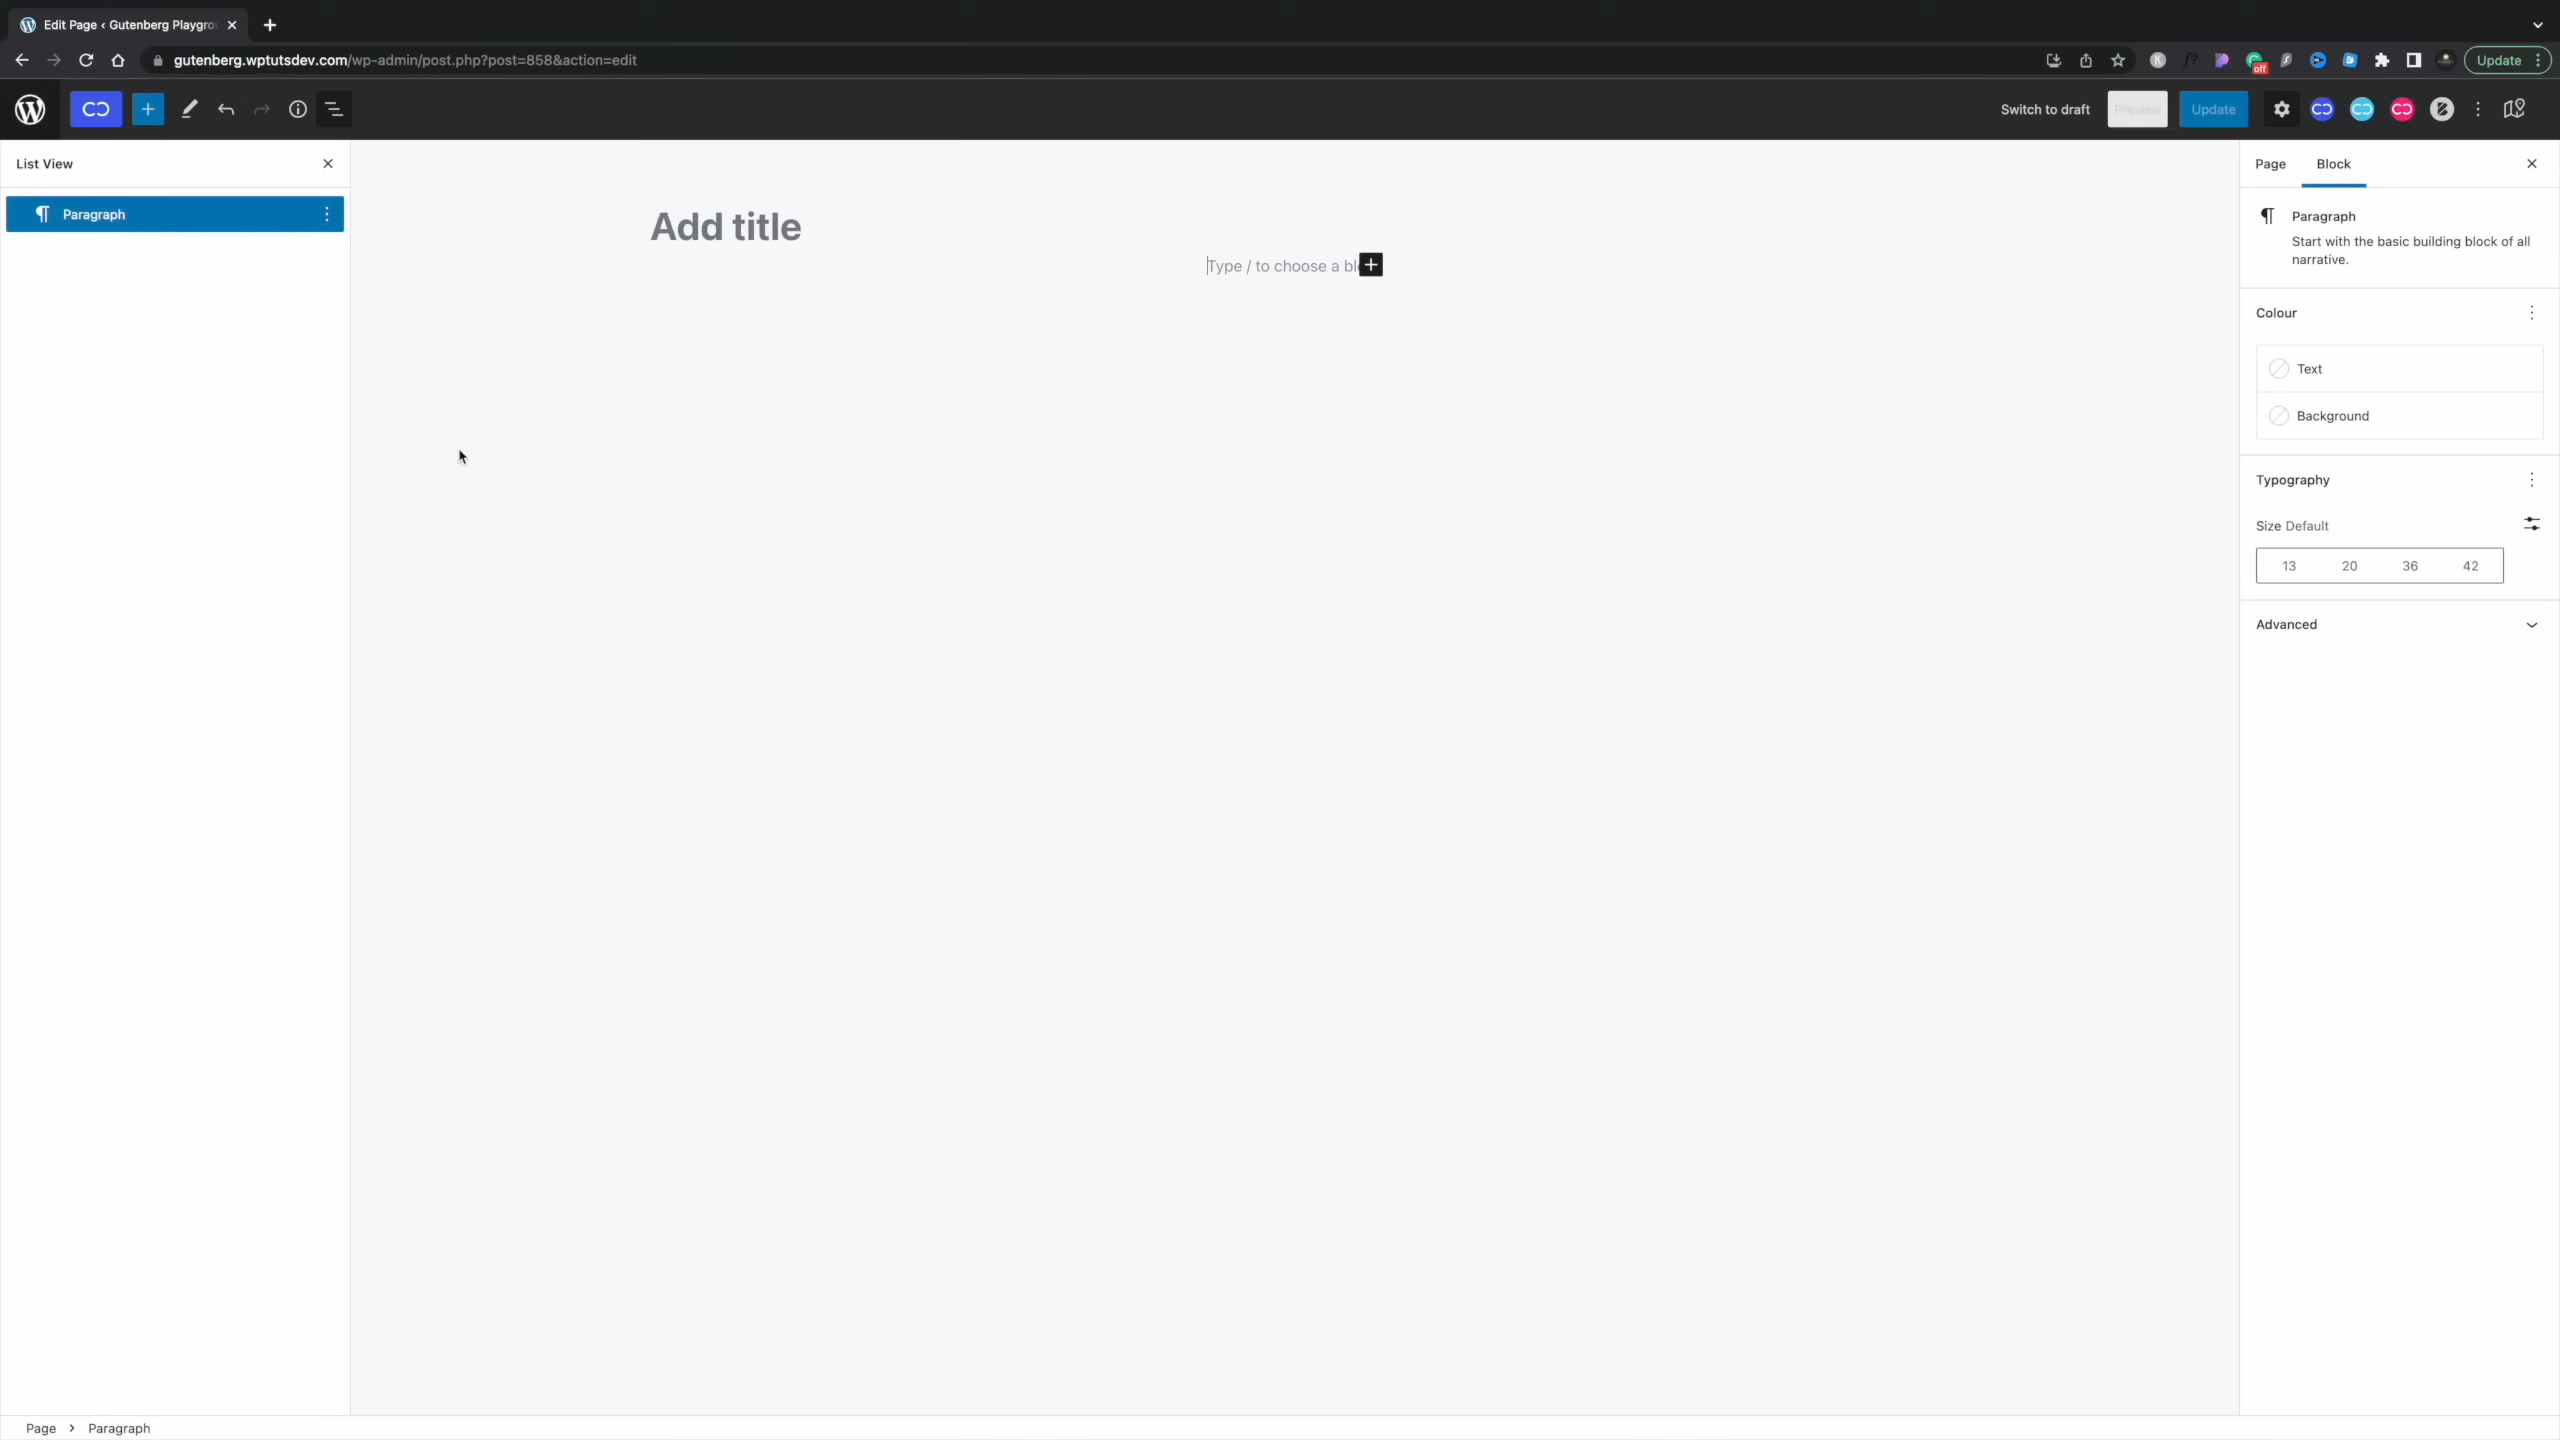 Edit Page ‹ Gutenberg Playgro
gutenberg.wptutsdev.com/wp-admin/post.php?post=858&action=edit
off
Update
Switch to draft
Preview
Update
List View
Paragraph
Add title
Type / to choose a bl
Page
Block
Paragraph
Start with the basic building block of all
narrative.
Colour
Text
Background
Typography
Size Default
13 20 36 42
Advanced
Page › Paragraph